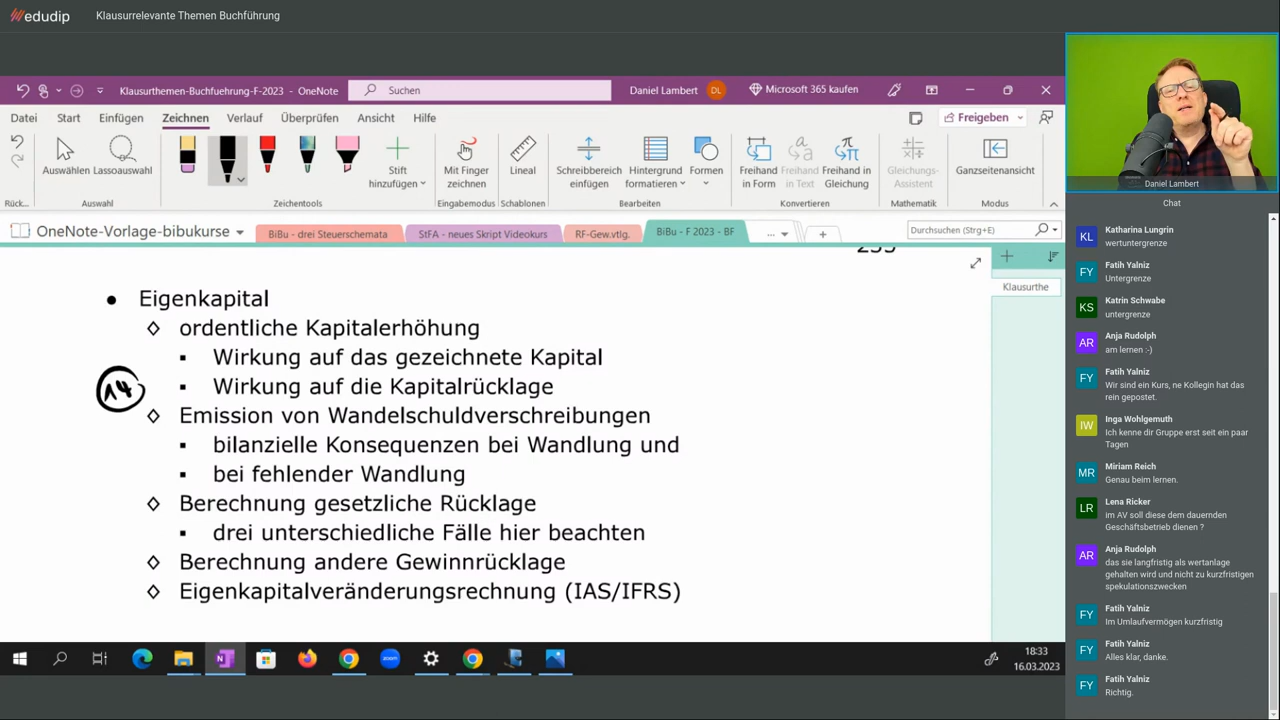 edudip
Klausurrelevante Themen Buchführung
Klausurthemen-Buchfuehrung-F-2023 - OneNote
Suchen
Daniel Lambert
DL
Microsoft 365 kaufen
Datei
Start
Einfügen
Zeichnen
Verlauf
Überprüfen
Ansicht
Hilfe
Freigeben
Auswählen Lassoauswahl
Stift
hinzufügen
Mit Finger
zeichnen
Lineal
Schreibbereich
einfügen
Hintergrund
formatieren
Formen
Freihand
in Form
Freihand
in Text
Freihand in
Gleichung
Gleichungs-
Assistent
Ganzseitenansicht
Rück...
Auswahl
Zeichentools
Eingabemodus
Schablonen
Bearbeiten
Konvertieren
Mathematik
Modus
OneNote-Vorlage-bibukurse
BiBu - drei Steuerschemata
StFA - neues Skript Videokurs
RF-Gew.vtlg.
BiBu - F 2023 - BF
...
Durchsuchen (Strg+E)
Klausurthe
• Eigenkapital
◊ ordentliche Kapitalerhöhung
▪ Wirkung auf das gezeichnete Kapital
14
▪ Wirkung auf die Kapitalrücklage
◊ Emission von Wandelschuldverschreibungen
▪ bilanzielle Konsequenzen bei Wandlung und
▪ bei fehlender Wandlung
◊ Berechnung gesetzliche Rücklage
▪ drei unterschiedliche Fälle hier beachten
◊ Berechnung andere Gewinnrücklage
◊ Eigenkapitalveränderungsrechnung (IAS/IFRS)
zoom
18:33
16.03.2023
Daniel Lambert
Chat
KL
Katharina Lungrin
wertuntergrenze
FY
Fatih Yalniz
Untergrenze
KS
Katrin Schwabe
untergrenze
AR
Anja Rudolph
am lernen :-)
FY
Fatih Yalniz
Wir sind ein Kurs, ne Kollegin hat das
rein gepostet.
IW
Inga Wohlgemuth
Ich kenne dir Gruppe erst seit ein paar
Tagen
MR
Miriam Reich
Genau beim lernen.
LR
Lena Ricker
im AV soll diese dem dauernden
Geschäftsbetrieb dienen ?
AR
Anja Rudolph
das sie langfristig als wertanlage
gehalten wird und nicht zu kurzfristigen
spekulationszwecken
FY
Fatih Yalniz
Im Umlaufvermögen kurzfristig
FY
Fatih Yalniz
Alles klar, danke.
FY
Fatih Yalniz
Richtig.